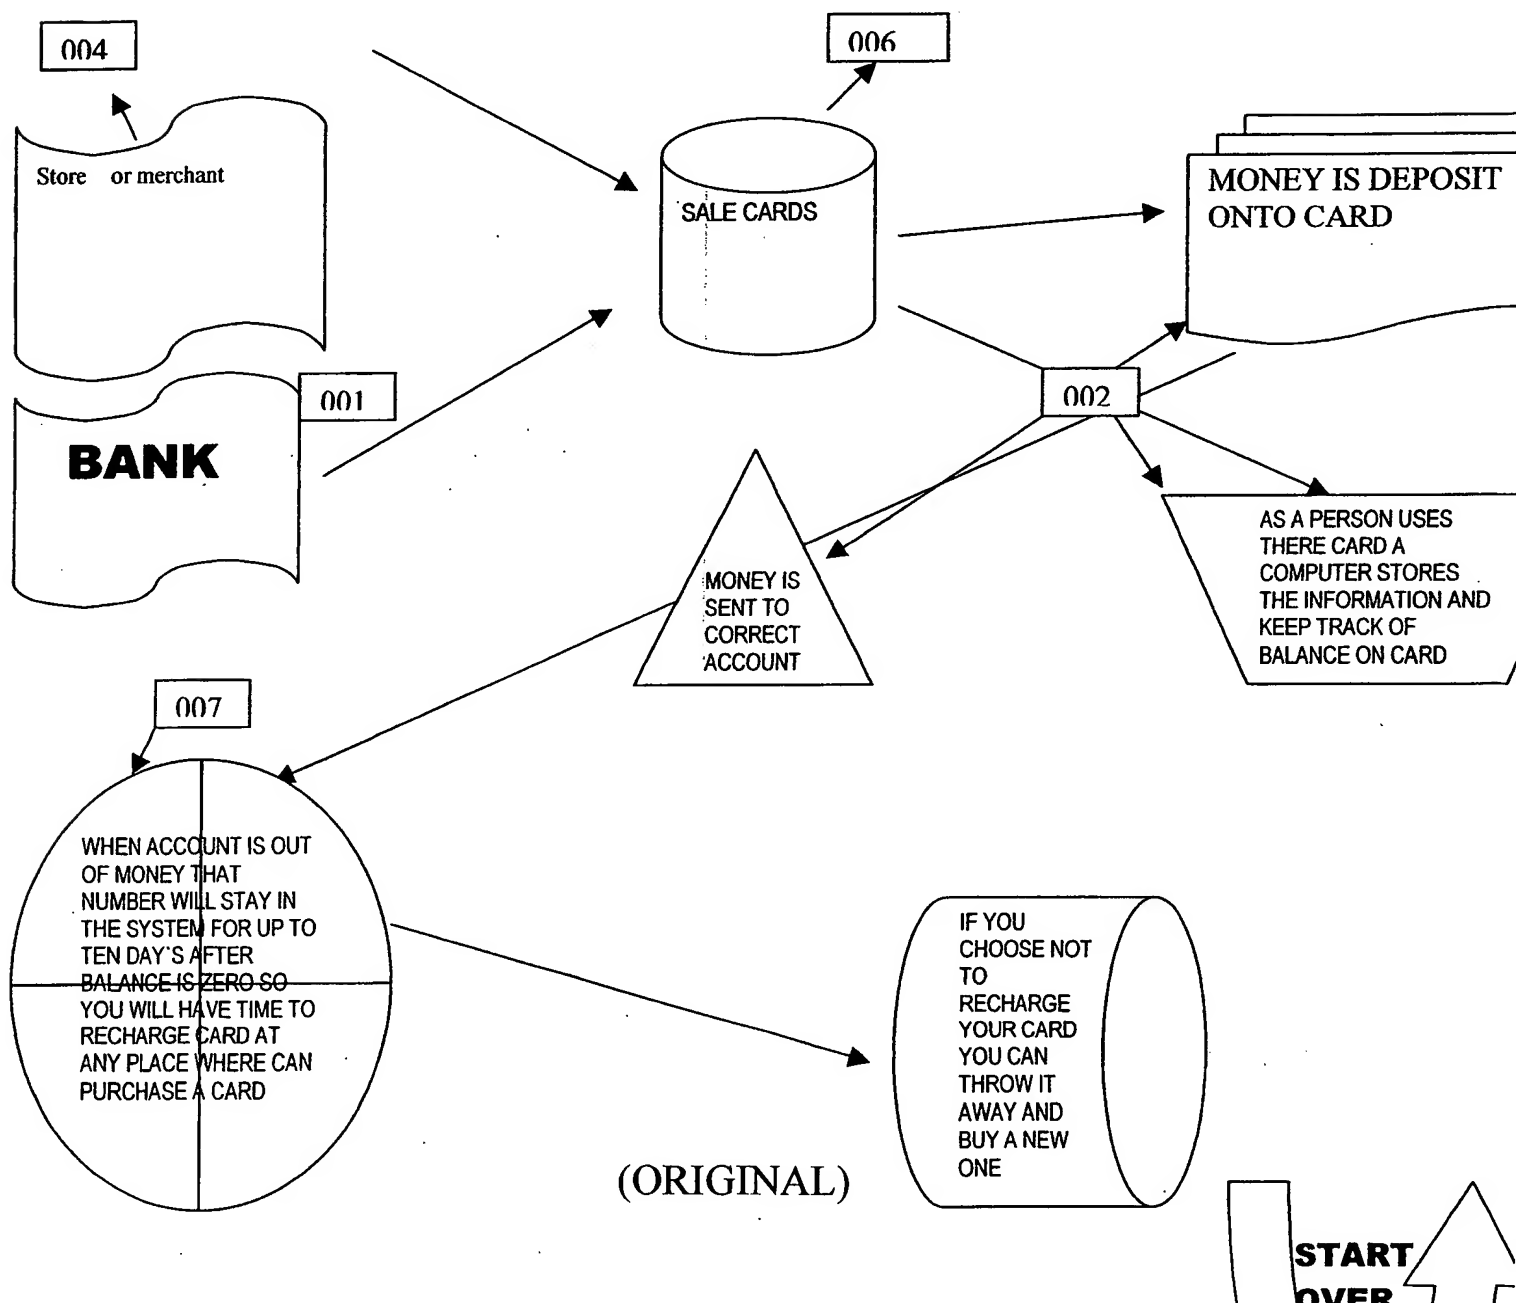 004
006
Store or merchant
SALE CARDS
MONEY IS DEPOSIT
ONTO CARD
001
BANK
002
MONEY IS
SENT TO
CORRECT
ACCOUNT
AS A PERSON USES
THERE CARD A
COMPUTER STORES
THE INFORMATION AND
KEEP TRACK OF
BALANCE ON CARD
007
WHEN ACCOUNT IS OUT
OF MONEY THAT
NUMBER WILL STAY IN
THE SYSTEM FOR UP TO
TEN DAY'S AFTER
BALANCE IS ZERO SO
YOU WILL HAVE TIME TO
RECHARGE CARD AT
ANY PLACE WHERE CAN
PURCHASE A CARD
IF YOU
CHOOSE NOT
TO
RECHARGE
YOUR CARD
YOU CAN
THROW IT
AWAY AND
BUY A NEW
ONE
(ORIGINAL)
START
OVER